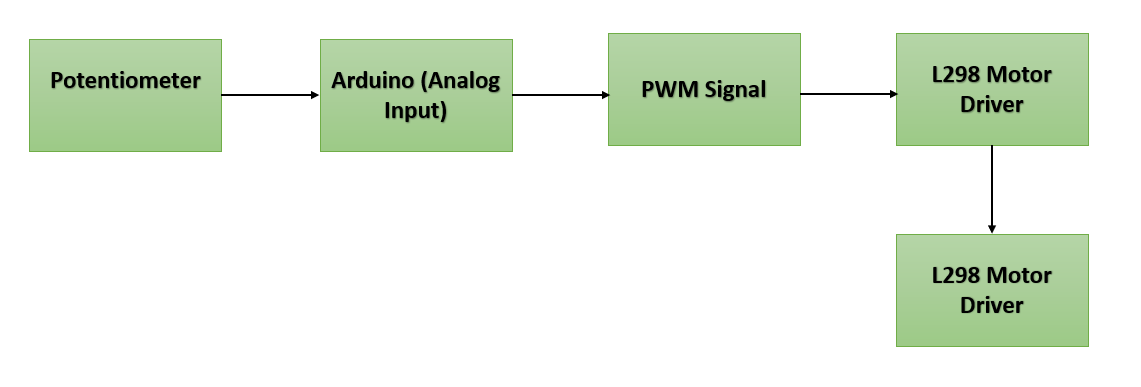 Potentiometer
Arduino (Analog
Input)
PWM Signal
L298 Motor
Driver
L298 Motor
Driver